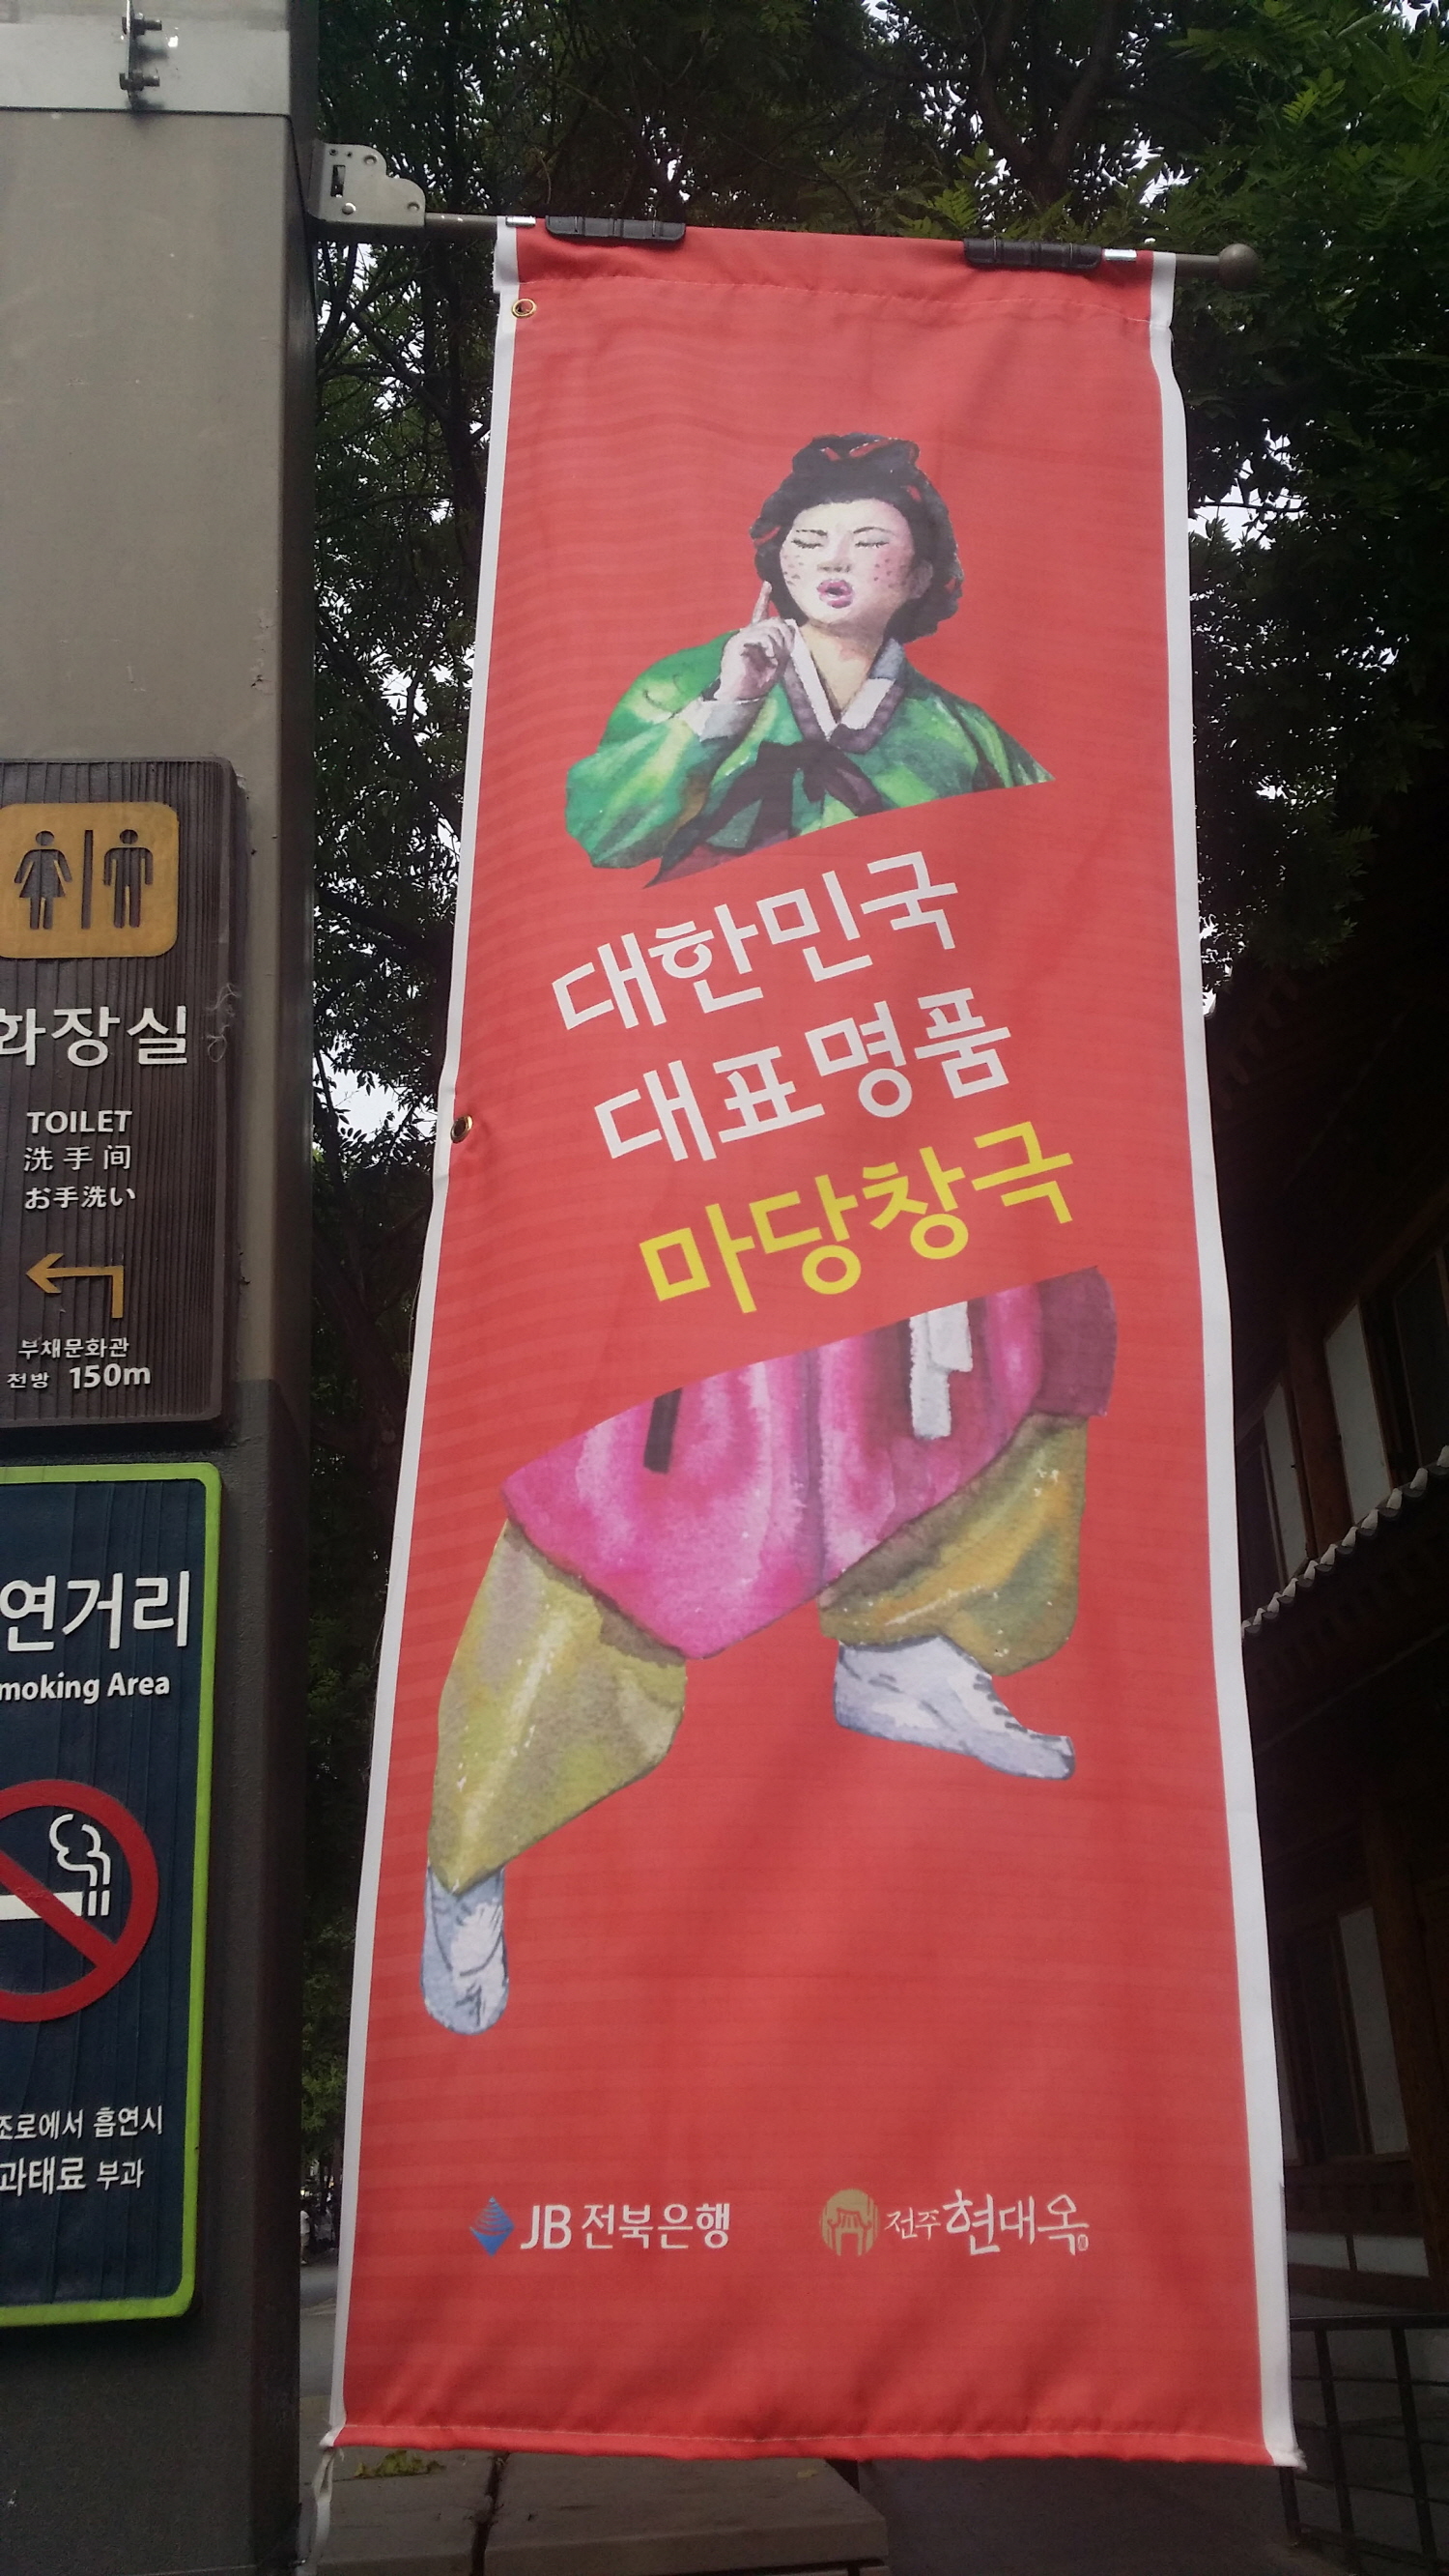 대한민국
대표명품
마당창극
JB 전북은행
전주 현대옥
화장실
TOILET
洗手间
お手洗い
부채문화관
전방 150m
연거리
moking Area
조로에서 흡연시
과태료 부과